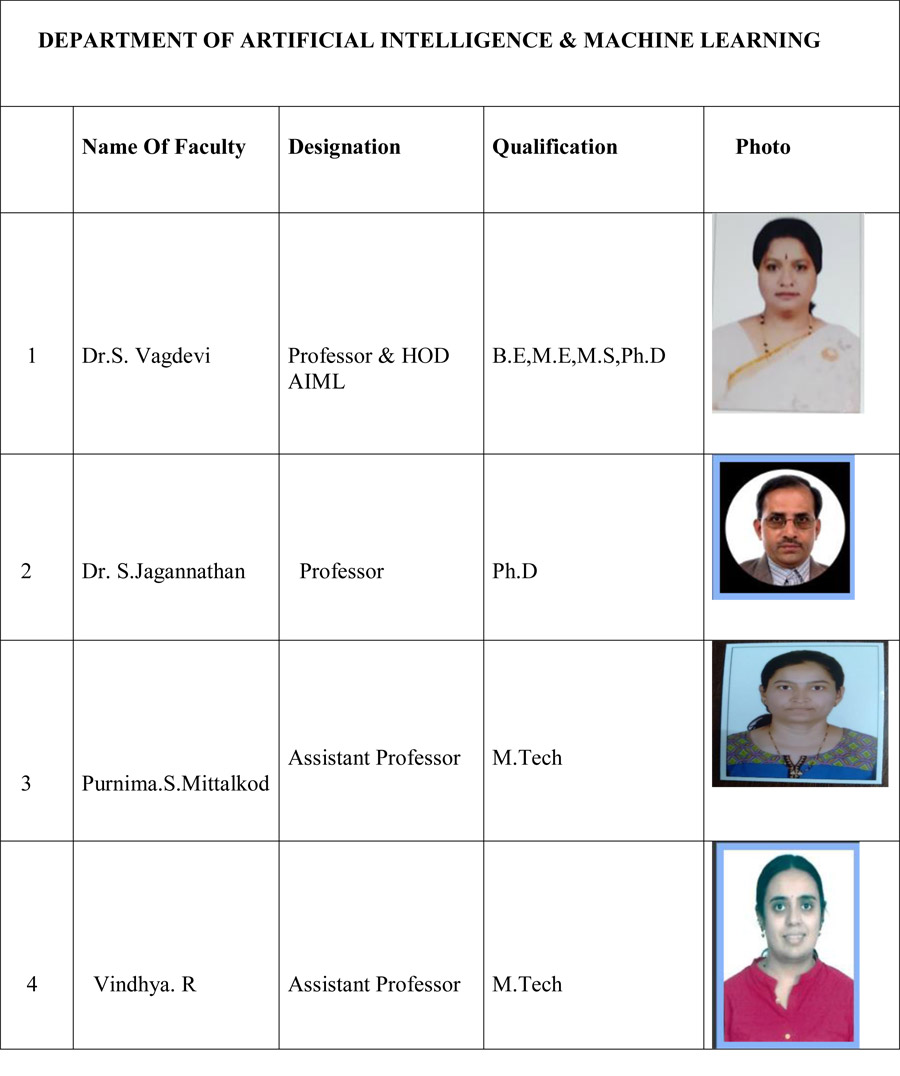 DEPARTMENT OF ARTIFICIAL INTELLIGENCE & MACHINE LEARNING
Name Of Faculty Designation Qualification Photo
1 Dr.S. Vagdevi Professor & HOD B.E,M.E,M.S,Ph.D
AIML
2 Dr. S.Jagannathan Professor Ph.D
Assistant Professor M.Tech
3 Purnima.S.Mittalkod
4 Vindhya. R Assistant Professor M.Tech